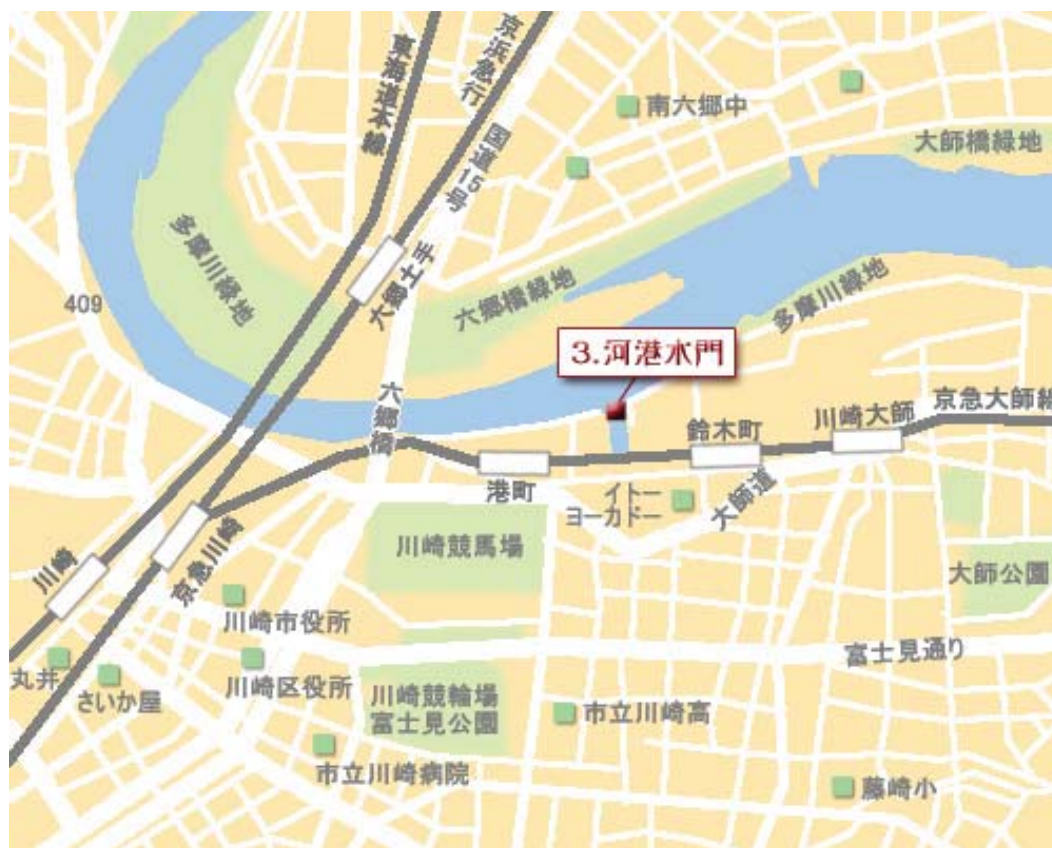 東海道本線
京浜急行
国道15号
南六郷中
大師橋緑地
多摩川緑地
六郷土手
六郷橋緑地
多摩川緑地
409
3.河港水門
六郷橋
鈴木町
川崎大師
京急大師線
港町
イトー
ヨーカドー
大師道
川崎競馬場
川崎
京急川崎
大師公園
川崎市役所
富士見通り
丸井
さいか屋
川崎区役所
川崎競輪場
富士見公園
市立川崎高
市立川崎病院
藤崎小